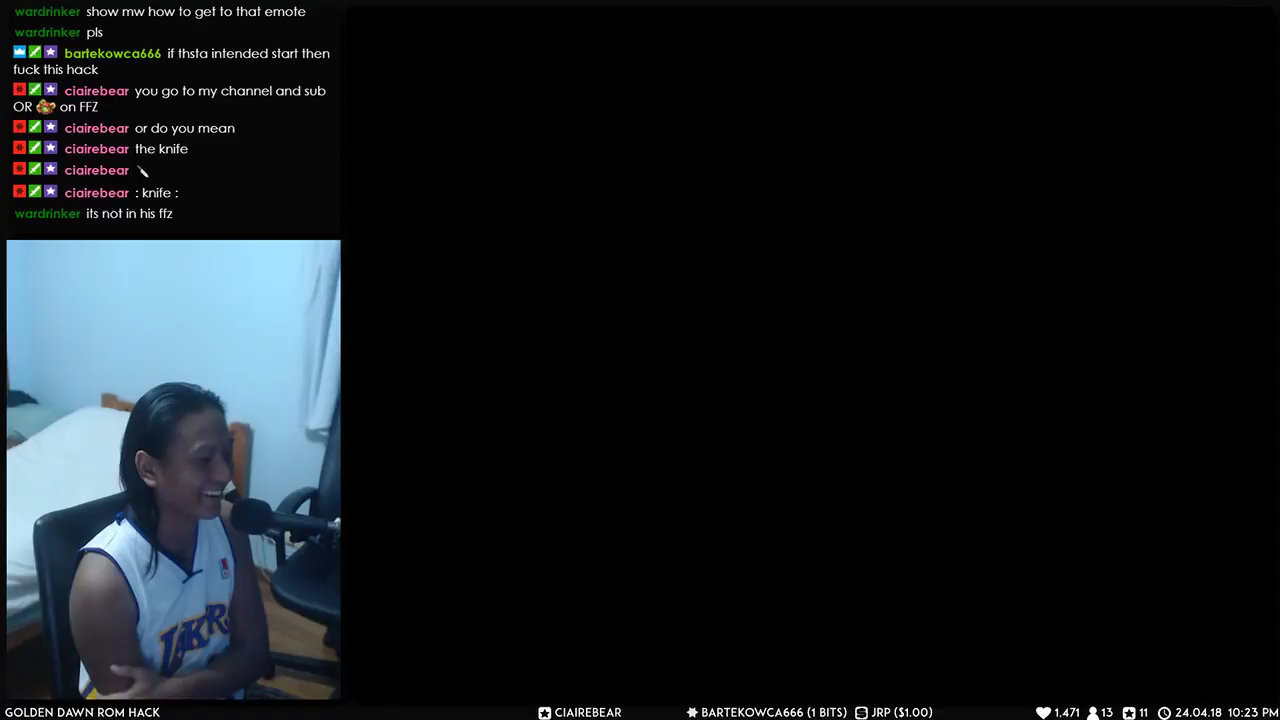 wardrinker show mw how to get to that emote
wardrinker pls
bartekowca666 if thsta intended start then
fuck this hack
ciairebear you go to my channel and sub
OR on FFZ
ciairebear or do you mean
ciairebear the knife
ciairebear
ciairebear : knife :
wardrinker its not in his ffz
LAKERS
GOLDEN DAWN ROM HACK CIAIREBEAR BARTEKOWCA666 (1 BITS) JRP ($1.00) 1,471 13 11 24.04.18 10:23 PM